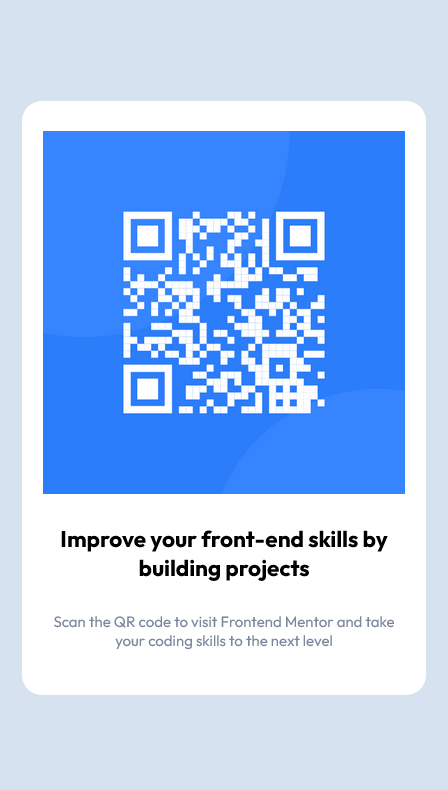 Improve your front-end skills by
building projects
Scan the QR code to visit Frontend Mentor and take
your coding skills to the next level